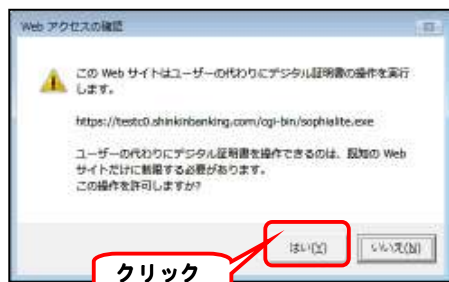 Web アクセスの確認
この Web サイトはユーザーの代わりにデジタル証明書の操作を実行
します。
https://testc0.shinkinbanking.com/cgi-bin/sophialite.exe
ユーザーの代わりにデジタル証明書を操作できるのは、既知の Web
サイトだけに制限する必要があります。
この操作を許可しますか?
はい(Y)
いいえ(N)
クリック